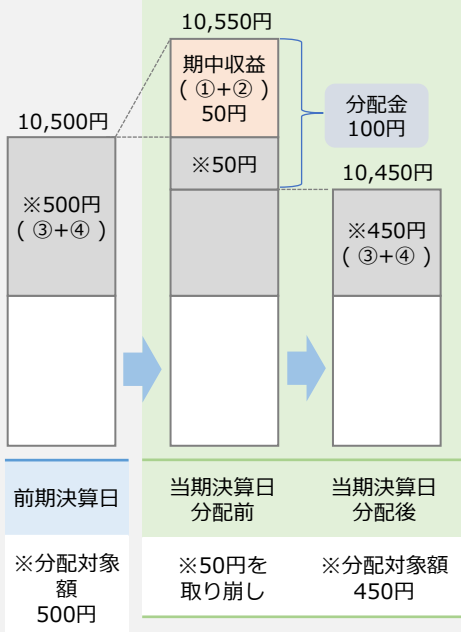 10,550円
期中収益
( ①+② )
50円
分配金
100円
10,500円
※50円
10,450円
※500円
( ③+④ )
※450円
( ③+④ )
前期決算日
当期決算日
分配前
当期決算日
分配後
※分配対象
額
500円
※50円を
取り崩し
※分配対象額
450円